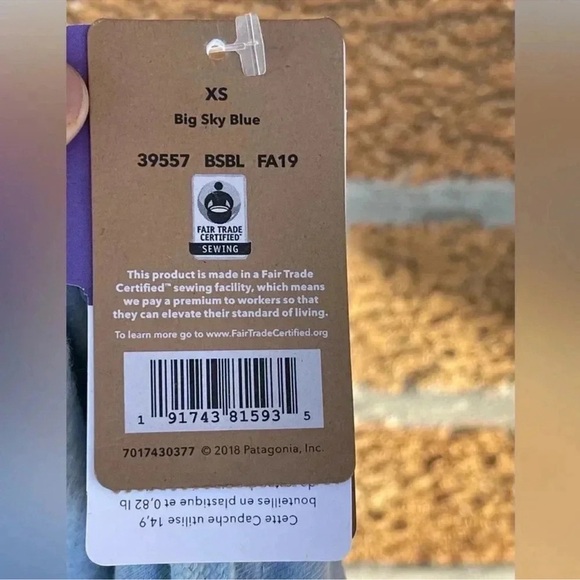 XS
Big Sky Blue
39557 BSBL FA19
FAIR TRADE
CERTIFIED™
SEWING
This product is made in a Fair Trade
Certified™ sewing facility, which means
we pay a premium to workers so that
they can elevate their standard of living.
To learn more go to www.FairTradeCertified.org
1 91743 81593 5
7017430377 © 2018 Patagonia, Inc.
Cette Capuche utilise 14,9
bouteilles en plastique et 0,82 lb